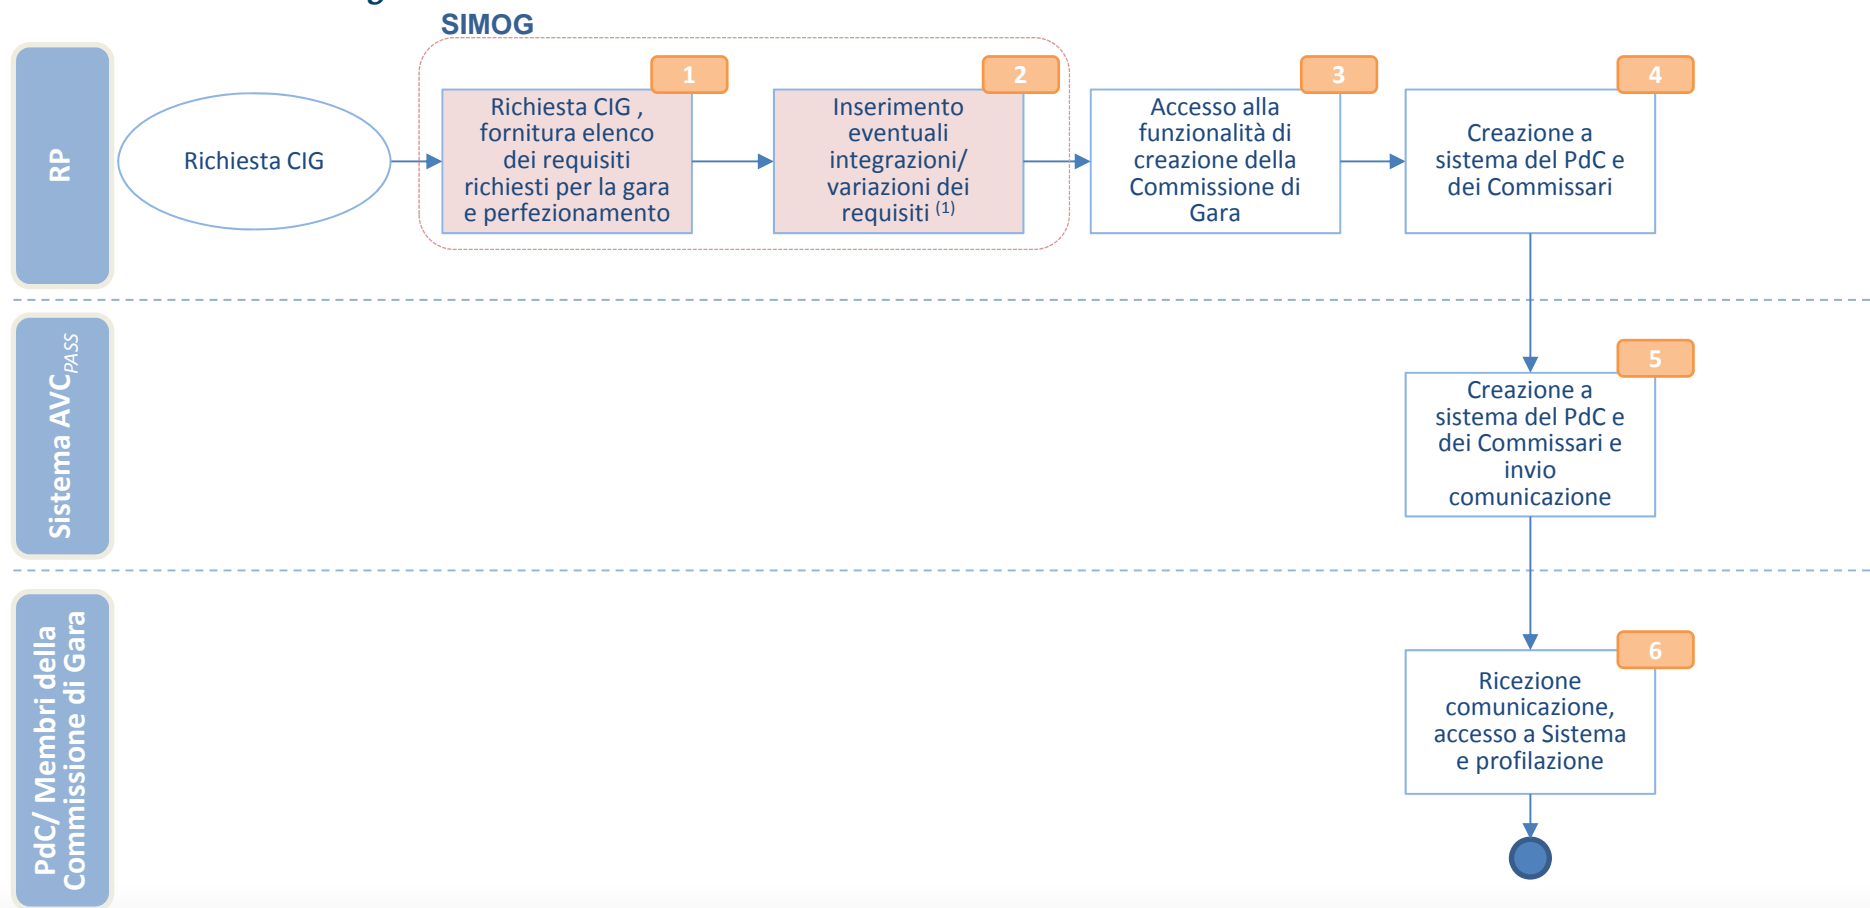 SIMOG
RP
Richiesta CIG
1
Richiesta CIG ,
fornitura elenco
dei requisiti
richiesti per la gara
e perfezionamento
2
Inserimento
eventuali
integrazioni/
variazioni dei
requisiti (1)
3
Accesso alla
funzionalità di
creazione della
Commissione di
Gara
4
Creazione a
sistema del PdC e
dei Commissari
Sistema AVCPASS
5
Creazione a
sistema del PdC e
dei Commissari e
invio
comunicazione
PdC/ Membri della
Commissione di Gara
6
Ricezione
comunicazione,
accesso a Sistema
e profilazione